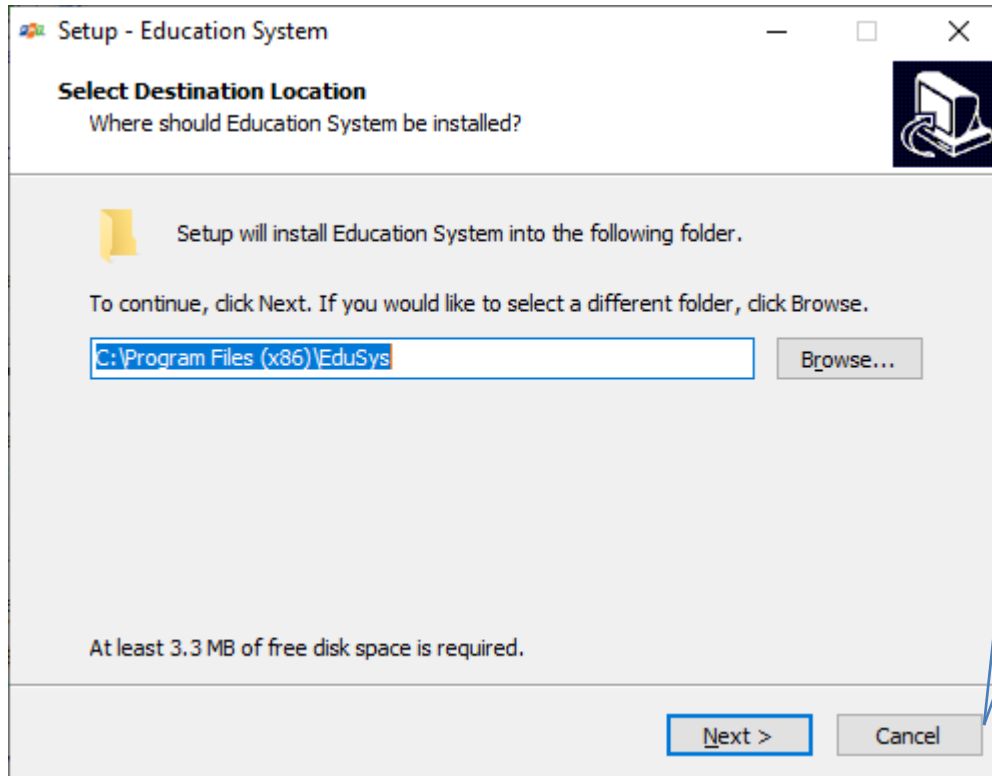 Setup - Education System
Select Destination Location
Where should Education System be installed?
Setup will install Education System into the following folder.
To continue, click Next. If you would like to select a different folder, click Browse.
C:\Program Files (x86)\EduSys
Browse...
At least 3.3 MB of free disk space is required.
Next >
Cancel